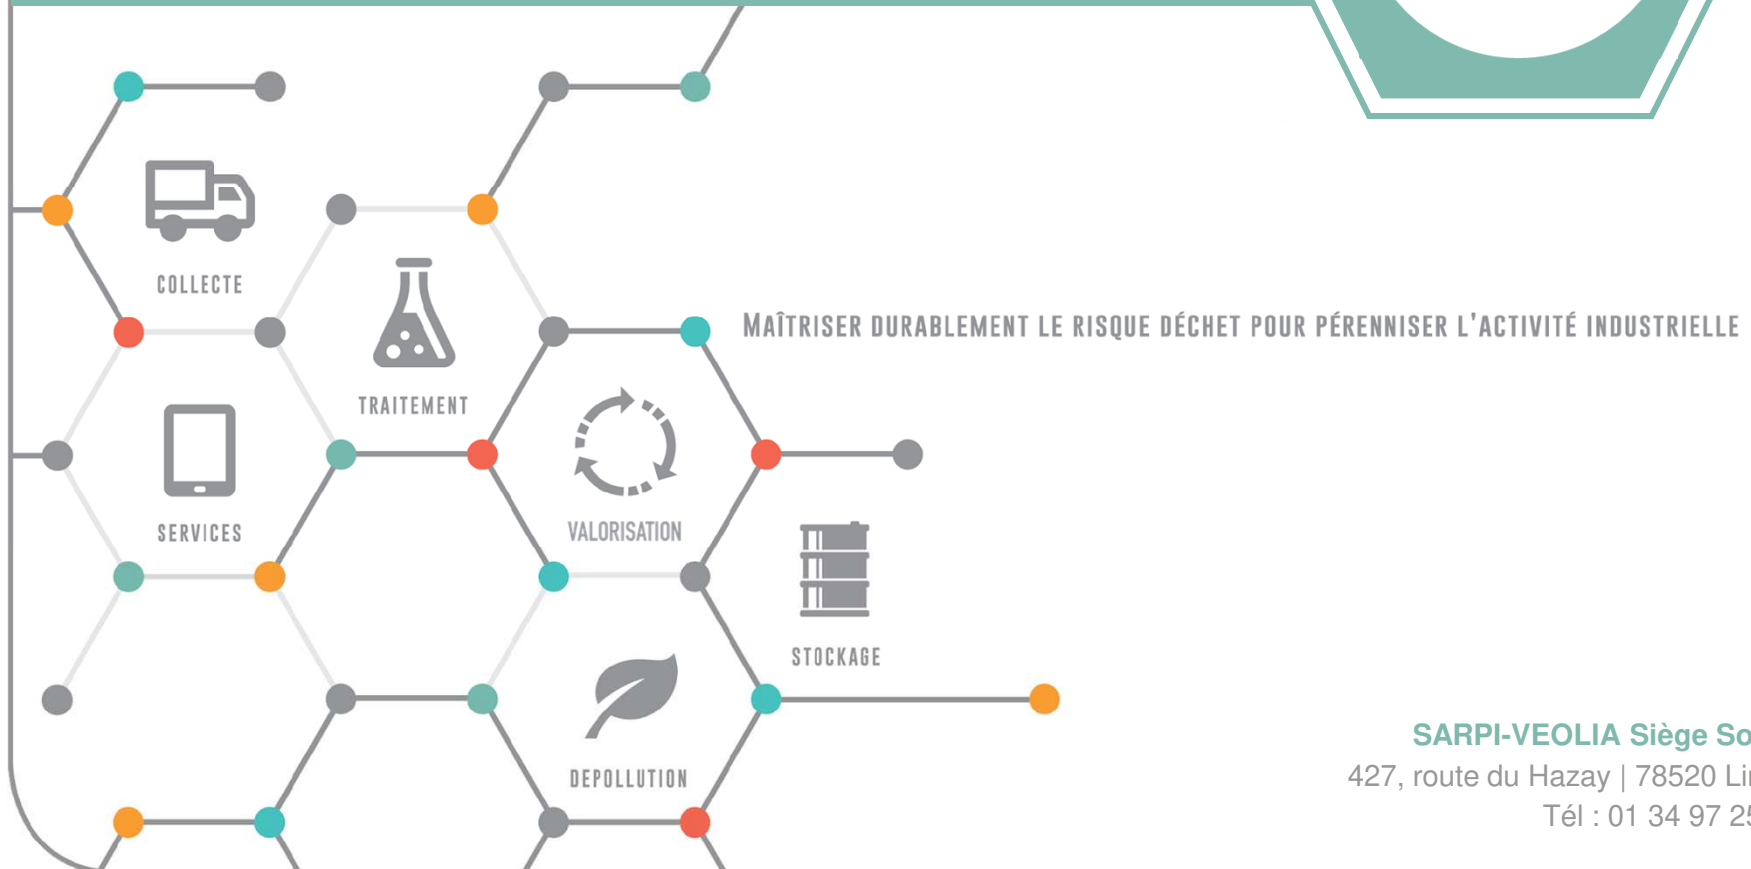 COLLECTE
MAÎTRISER DURABLEMENT LE RISQUE DÉCHET POUR PÉRENNISER L'ACTIVITÉ INDUSTRIELLE
TRAITEMENT
SERVICES
VALORISATION
STOCKAGE
DEPOLLUTION
SARPI-VEOLIA Siège
427, route du Hazay | 78520
Tél : 01 34 97